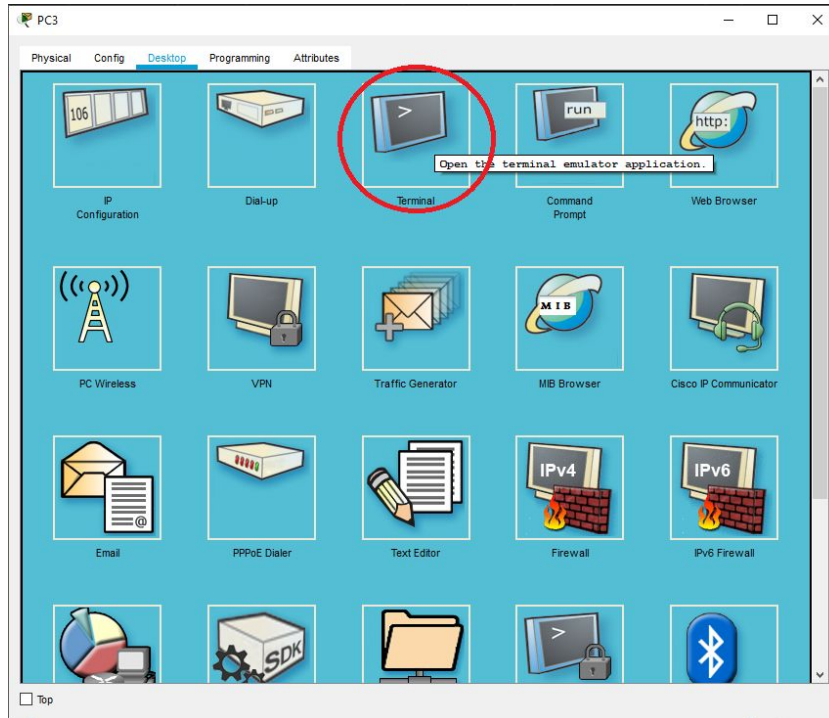 PC3
Physical Config Desktop Programming Attributes
106
>
run
http:
Open the terminal emulator application.
IP
Configuration
Dial-up
Terminal
Command
Prompt
Web Browser
MIB
PC Wireless
VPN
Traffic Generator
MIB Browser
Cisco IP Communicator
@
IPv4
IPv6
Email
PPPoE Dialer
Text Editor
Firewall
IPv6 Firewall
SDK
>
Top